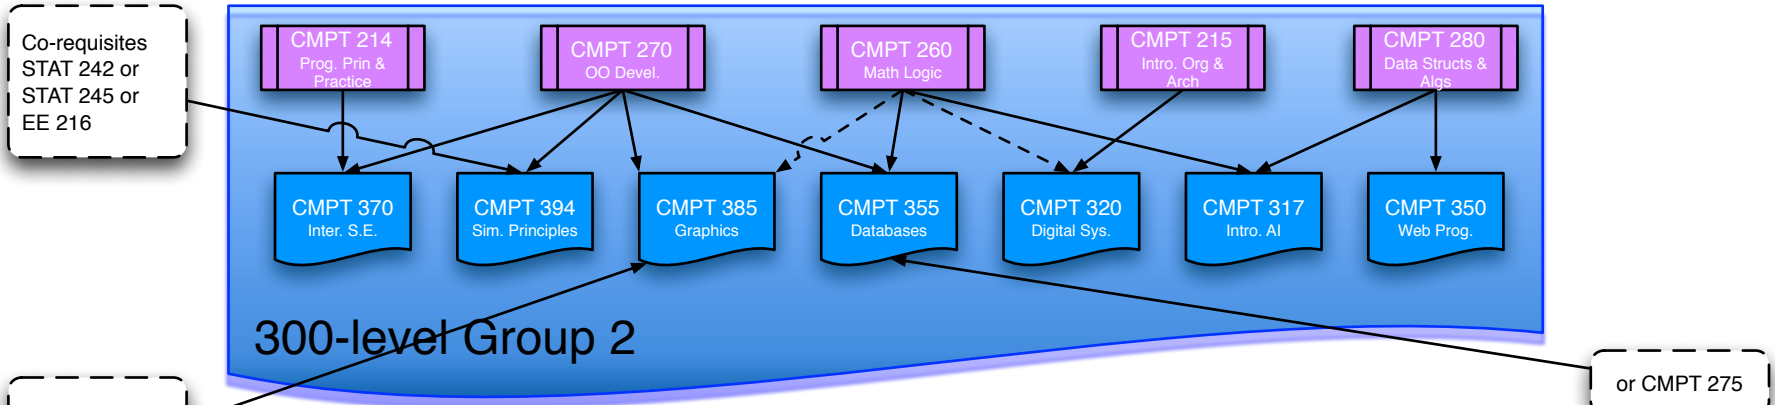 Co-requisites
STAT 242 or
STAT 245 or
EE 216
CMPT 214
Prog. Prin &
Practice
CMPT 270
OO Devel.
CMPT 260
Math Logic
CMPT 215
Intro. Org &
Arch
CMPT 280
Data Structs &
Algs
CMPT 370
Inter. S.E.
CMPT 394
Sim. Principles
CMPT 385
Graphics
CMPT 355
Databases
CMPT 320
Digital Sys.
CMPT 317
Intro. AI
CMPT 350
Web Prog.
300-level Group 2
or CMPT 275